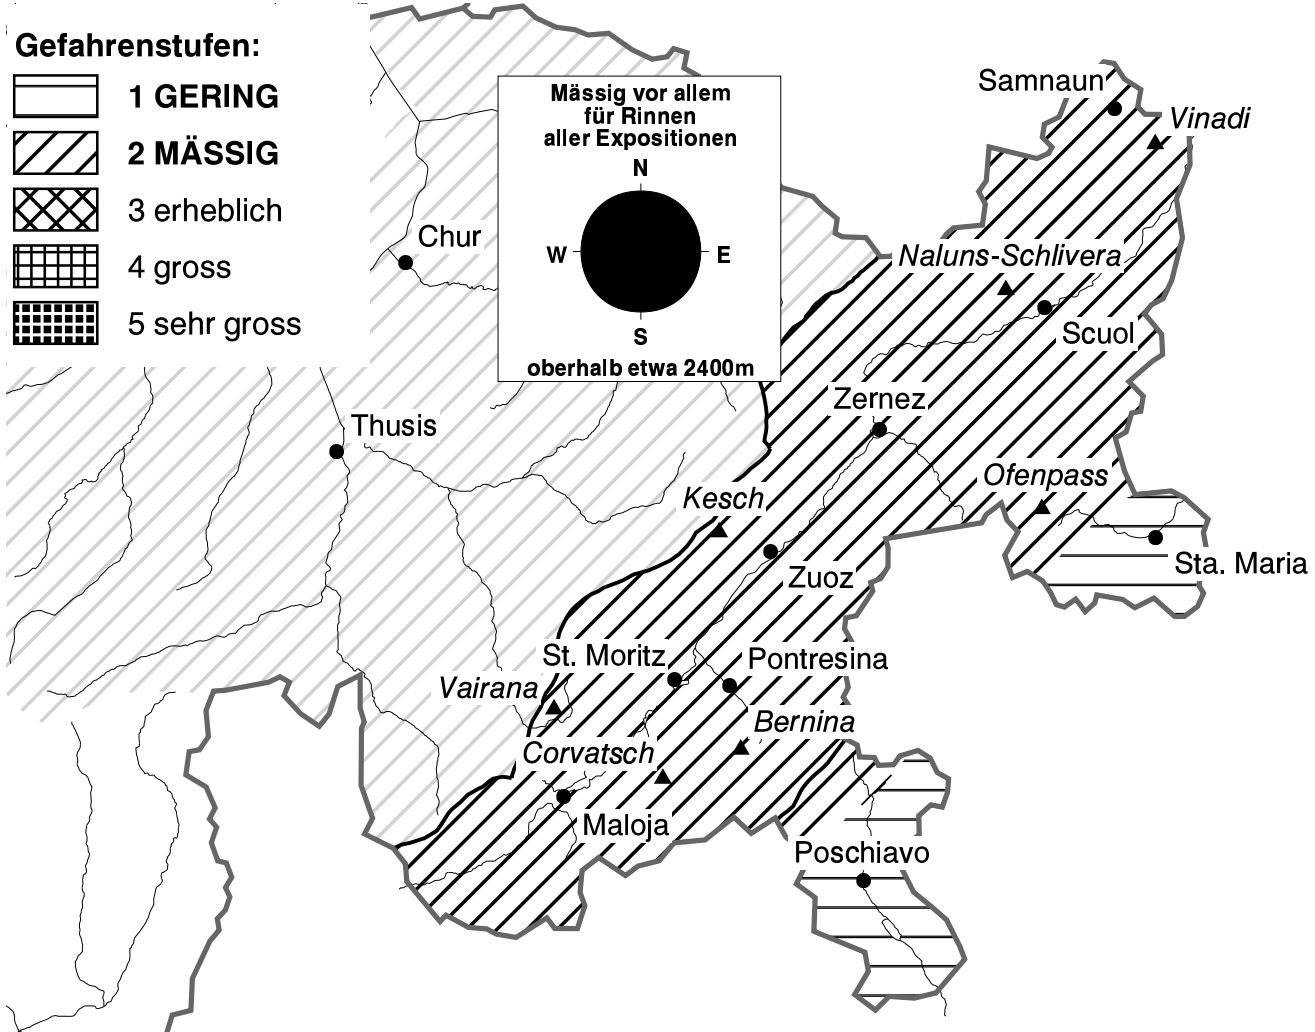 Gefahrenstufen:
1 GERING
2 MÄSSIG
3 erheblich
4 gross
5 sehr gross
Mässig vor allem
für Rinnen
aller Expositionen
N
W
E
S
oberhalb etwa 2400m
Samnaun
Vinadi
Chur
Naluns-Schlivera
Scuol
Zernez
Thusis
Ofenpass
Kesch
Sta. Maria
Zuoz
St. Moritz
Pontresina
Vairana
Bernina
Corvatsch
Maloja
Poschiavo